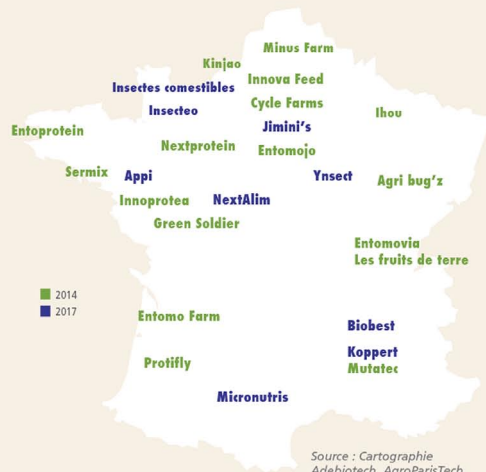 Minus Farm
Kinjao
Innova Feed
Insectes comestibles
Cycle Farms
Insecteo
Ihou
Jimini's
Entoprotein
Nextprotein
Entomojo
Sermix
Appi
Ynsect
Agri bug'z
Innoprotea
NextAlim
Green Soldier
Entomovia
Les fruits de terre
2014
2017
Entomo Farm
Biobest
Koppert
Protifly
Mutatec
Micronutris
Source : Cartographie
Adebiotech, AgroParisTech